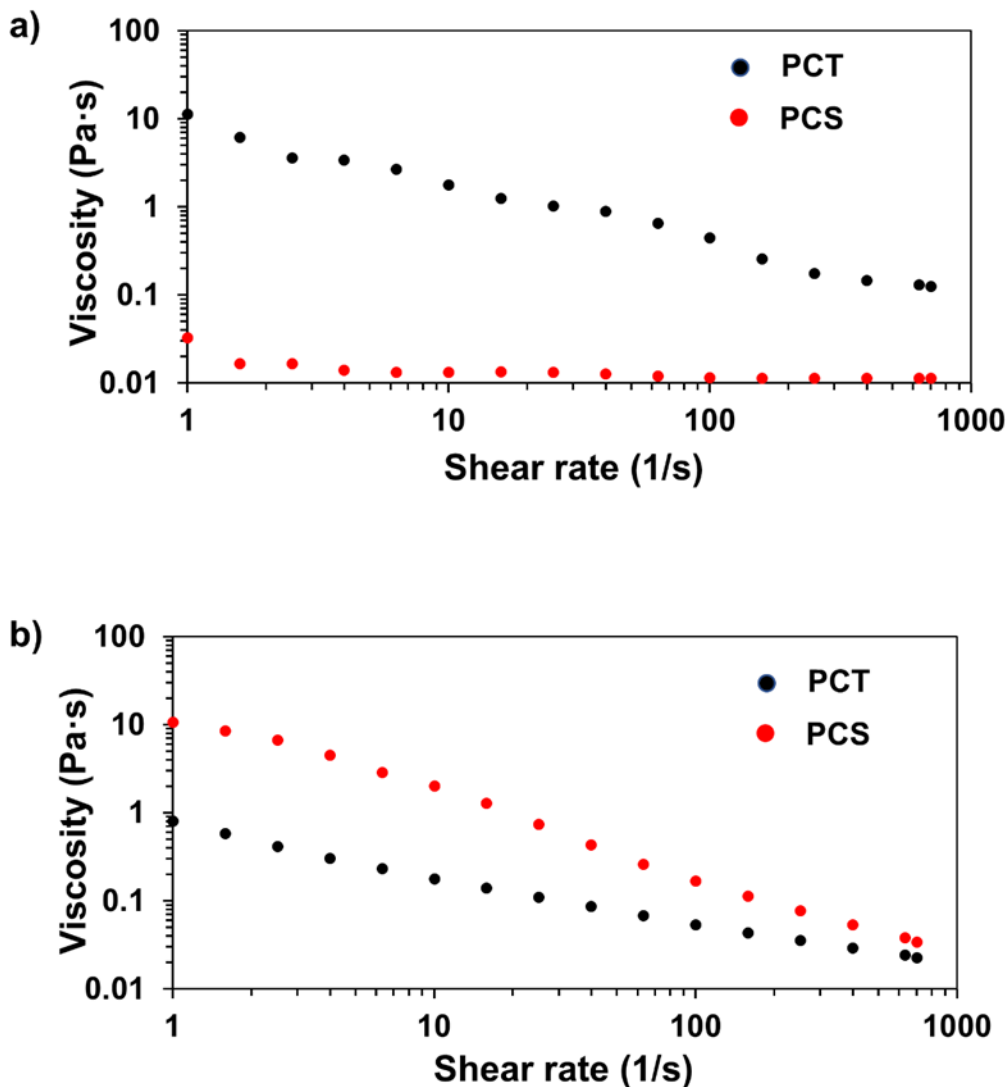 a)
100
10
1
0.1
0.01
Viscosity (Pa·s)
PCT
PCS
1 10 100 1000
Shear rate (1/s)
b)
100
10
1
0.1
0.01
Viscosity (Pa·s)
PCT
PCS
1 10 100 1000
Shear rate (1/s)